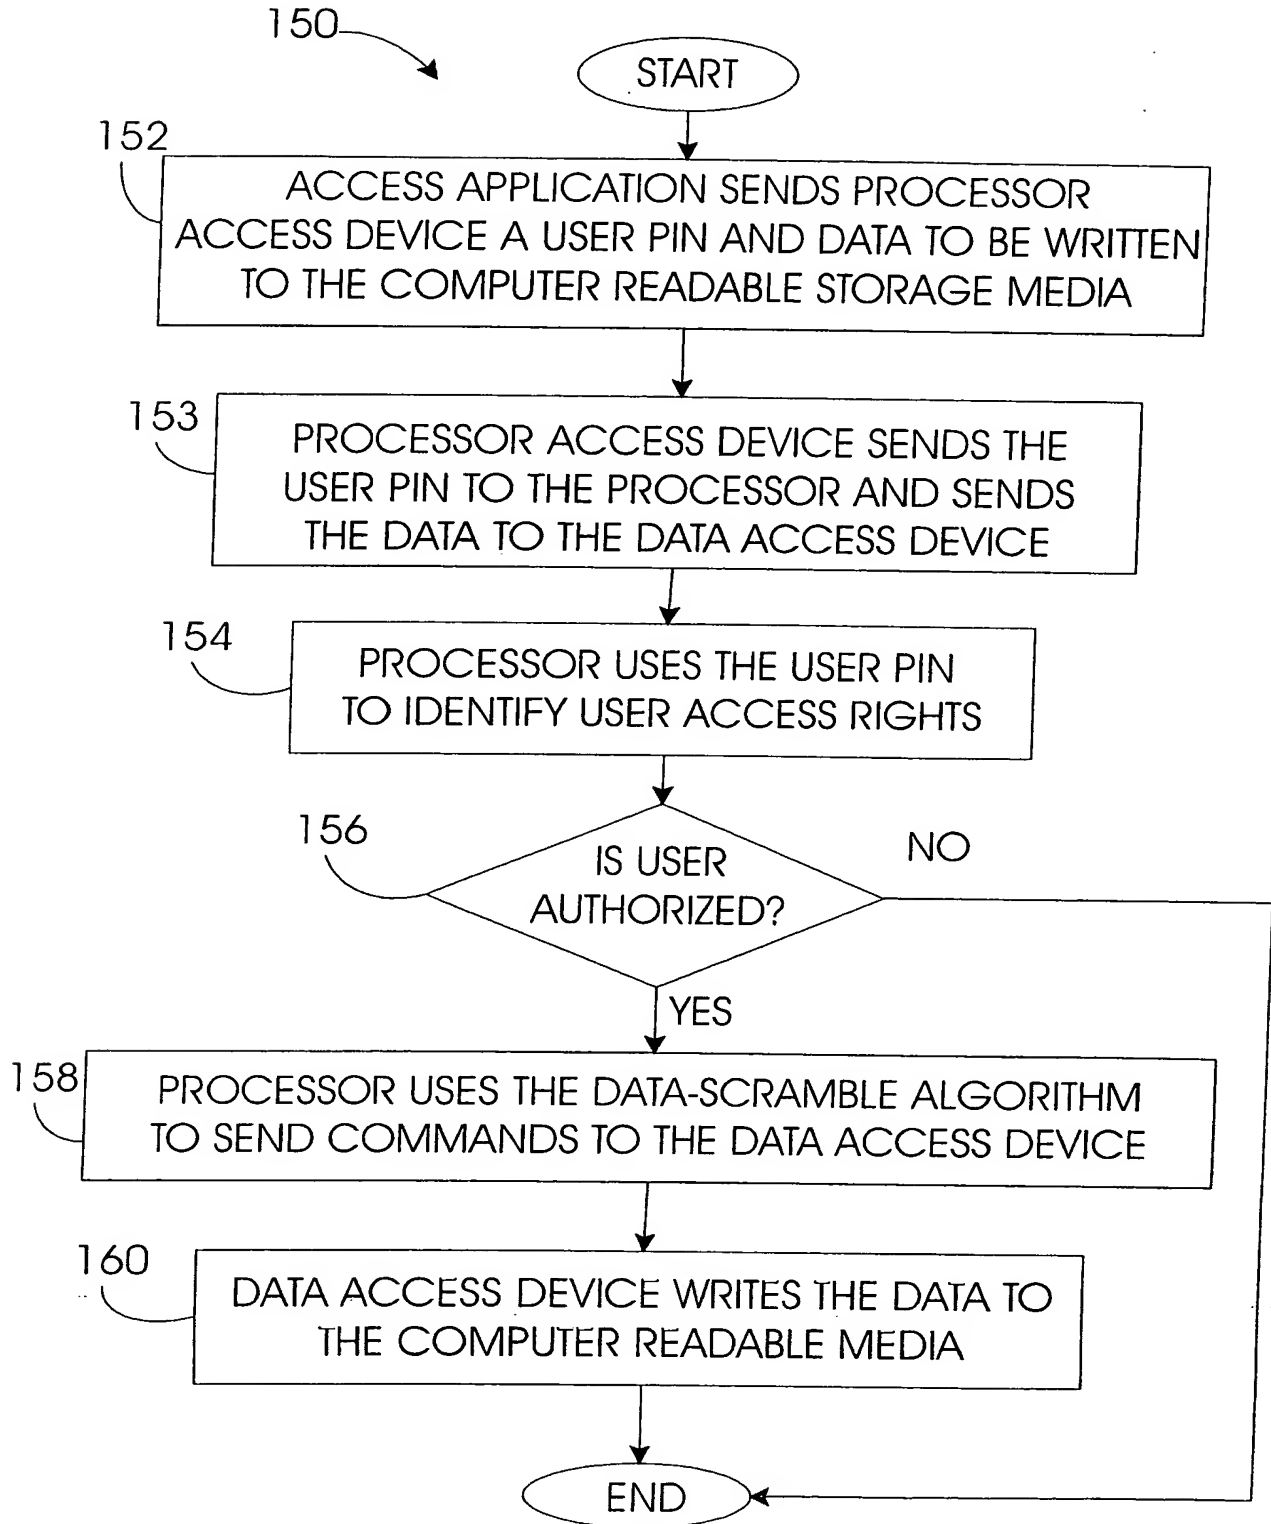 150
START
152
ACCESS APPLICATION SENDS PROCESSOR
ACCESS DEVICE A USER PIN AND DATA TO BE WRITTEN
TO THE COMPUTER READABLE STORAGE MEDIA
153
PROCESSOR ACCESS DEVICE SENDS THE
USER PIN TO THE PROCESSOR AND SENDS
THE DATA TO THE DATA ACCESS DEVICE
154
PROCESSOR USES THE USER PIN
TO IDENTIFY USER ACCESS RIGHTS
156
IS USER
AUTHORIZED?
NO
YES
158
PROCESSOR USES THE DATA-SCRAMBLE ALGORITHM
TO SEND COMMANDS TO THE DATA ACCESS DEVICE
160
DATA ACCESS DEVICE WRITES THE DATA TO
THE COMPUTER READABLE MEDIA
END